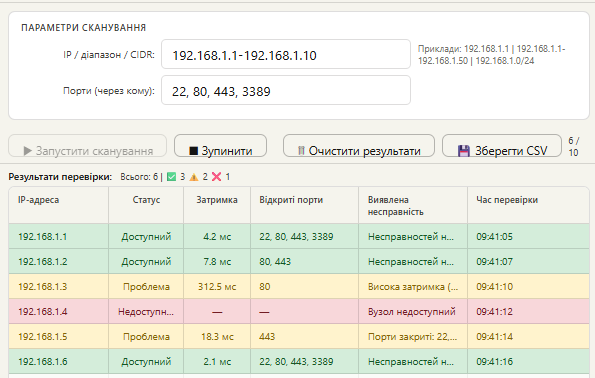 ПАРАМЕТРИ СКАНУВАННЯ
IP / діапазон / CIDR: 192.168.1.1-192.168.1.10 Приклади: 192.168.1.1 | 192.168.1.1-
192.168.1.50 | 192.168.1.0/24
Порти (через кому): 22, 80, 443, 3389
▶ Запустити сканування ■ Зупинити 🗑 Очистити результати 💾 Зберегти CSV 6 /
10
Результати перевірки: Всього: 6 | ✅ 3 ⚠ 2 ❌ 1
IP-адреса Статус Затримка Відкриті порти Виявлена
несправність Час перевірки
192.168.1.1 Доступний 4.2 мс 22, 80, 443, 3389 Несправностей н... 09:41:05
192.168.1.2 Доступний 7.8 мс 80, 443 Несправностей н... 09:41:07
192.168.1.3 Проблема 312.5 мс 80 Висока затримка (... 09:41:10
192.168.1.4 Недоступн... — — Вузол недоступний 09:41:12
192.168.1.5 Проблема 18.3 мс 443 Порти закриті: 22,... 09:41:14
192.168.1.6 Доступний 2.1 мс 22, 80, 443, 3389 Несправностей н... 09:41:16